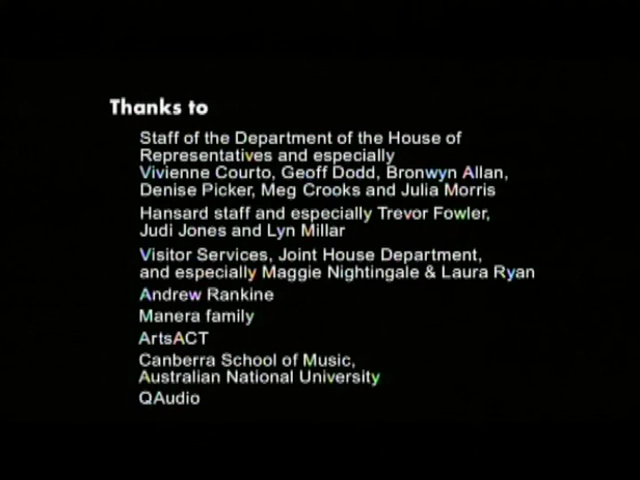 Thanks to
Staff of the Department of the House of
Representatives and especially
Vivienne Courto, Geoff Dodd, Bronwyn Allan,
Denise Picker, Meg Crooks and Julia Morris
Hansard staff and especially Trevor Fowler,
Judi Jones and Lyn Millar
Visitor Services, Joint House Department,
and especially Maggie Nightingale & Laura Ryan
Andrew Rankine
Manera family
ArtsACT
Canberra School of Music,
Australian National University
QAudio